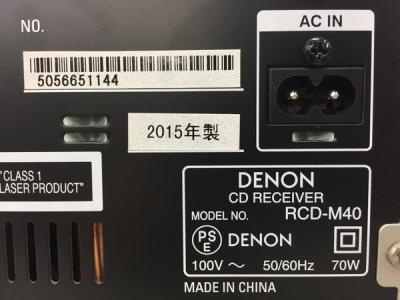 NO.
AC IN
5056651144
2015年製
"CLASS 1
LASER PRODUCT"
DENON
CD RECEIVER
MODEL NO. RCD-M40
PS
E DENON
100V ~ 50/60Hz 70W
MADE IN CHINA